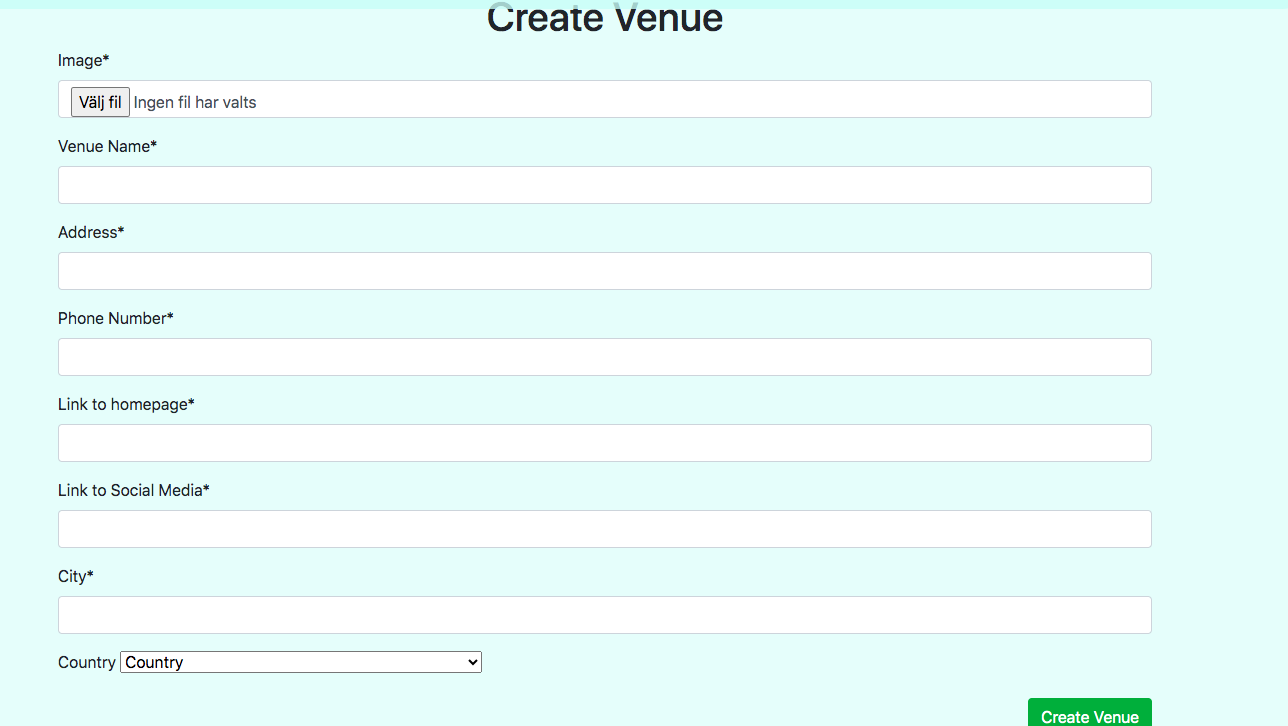 Create Venue
Image*
Välj fil Ingen fil har valts
Venue Name*
Address*
Phone Number*
Link to homepage*
Link to Social Media*
City*
Country Country
Create Venue